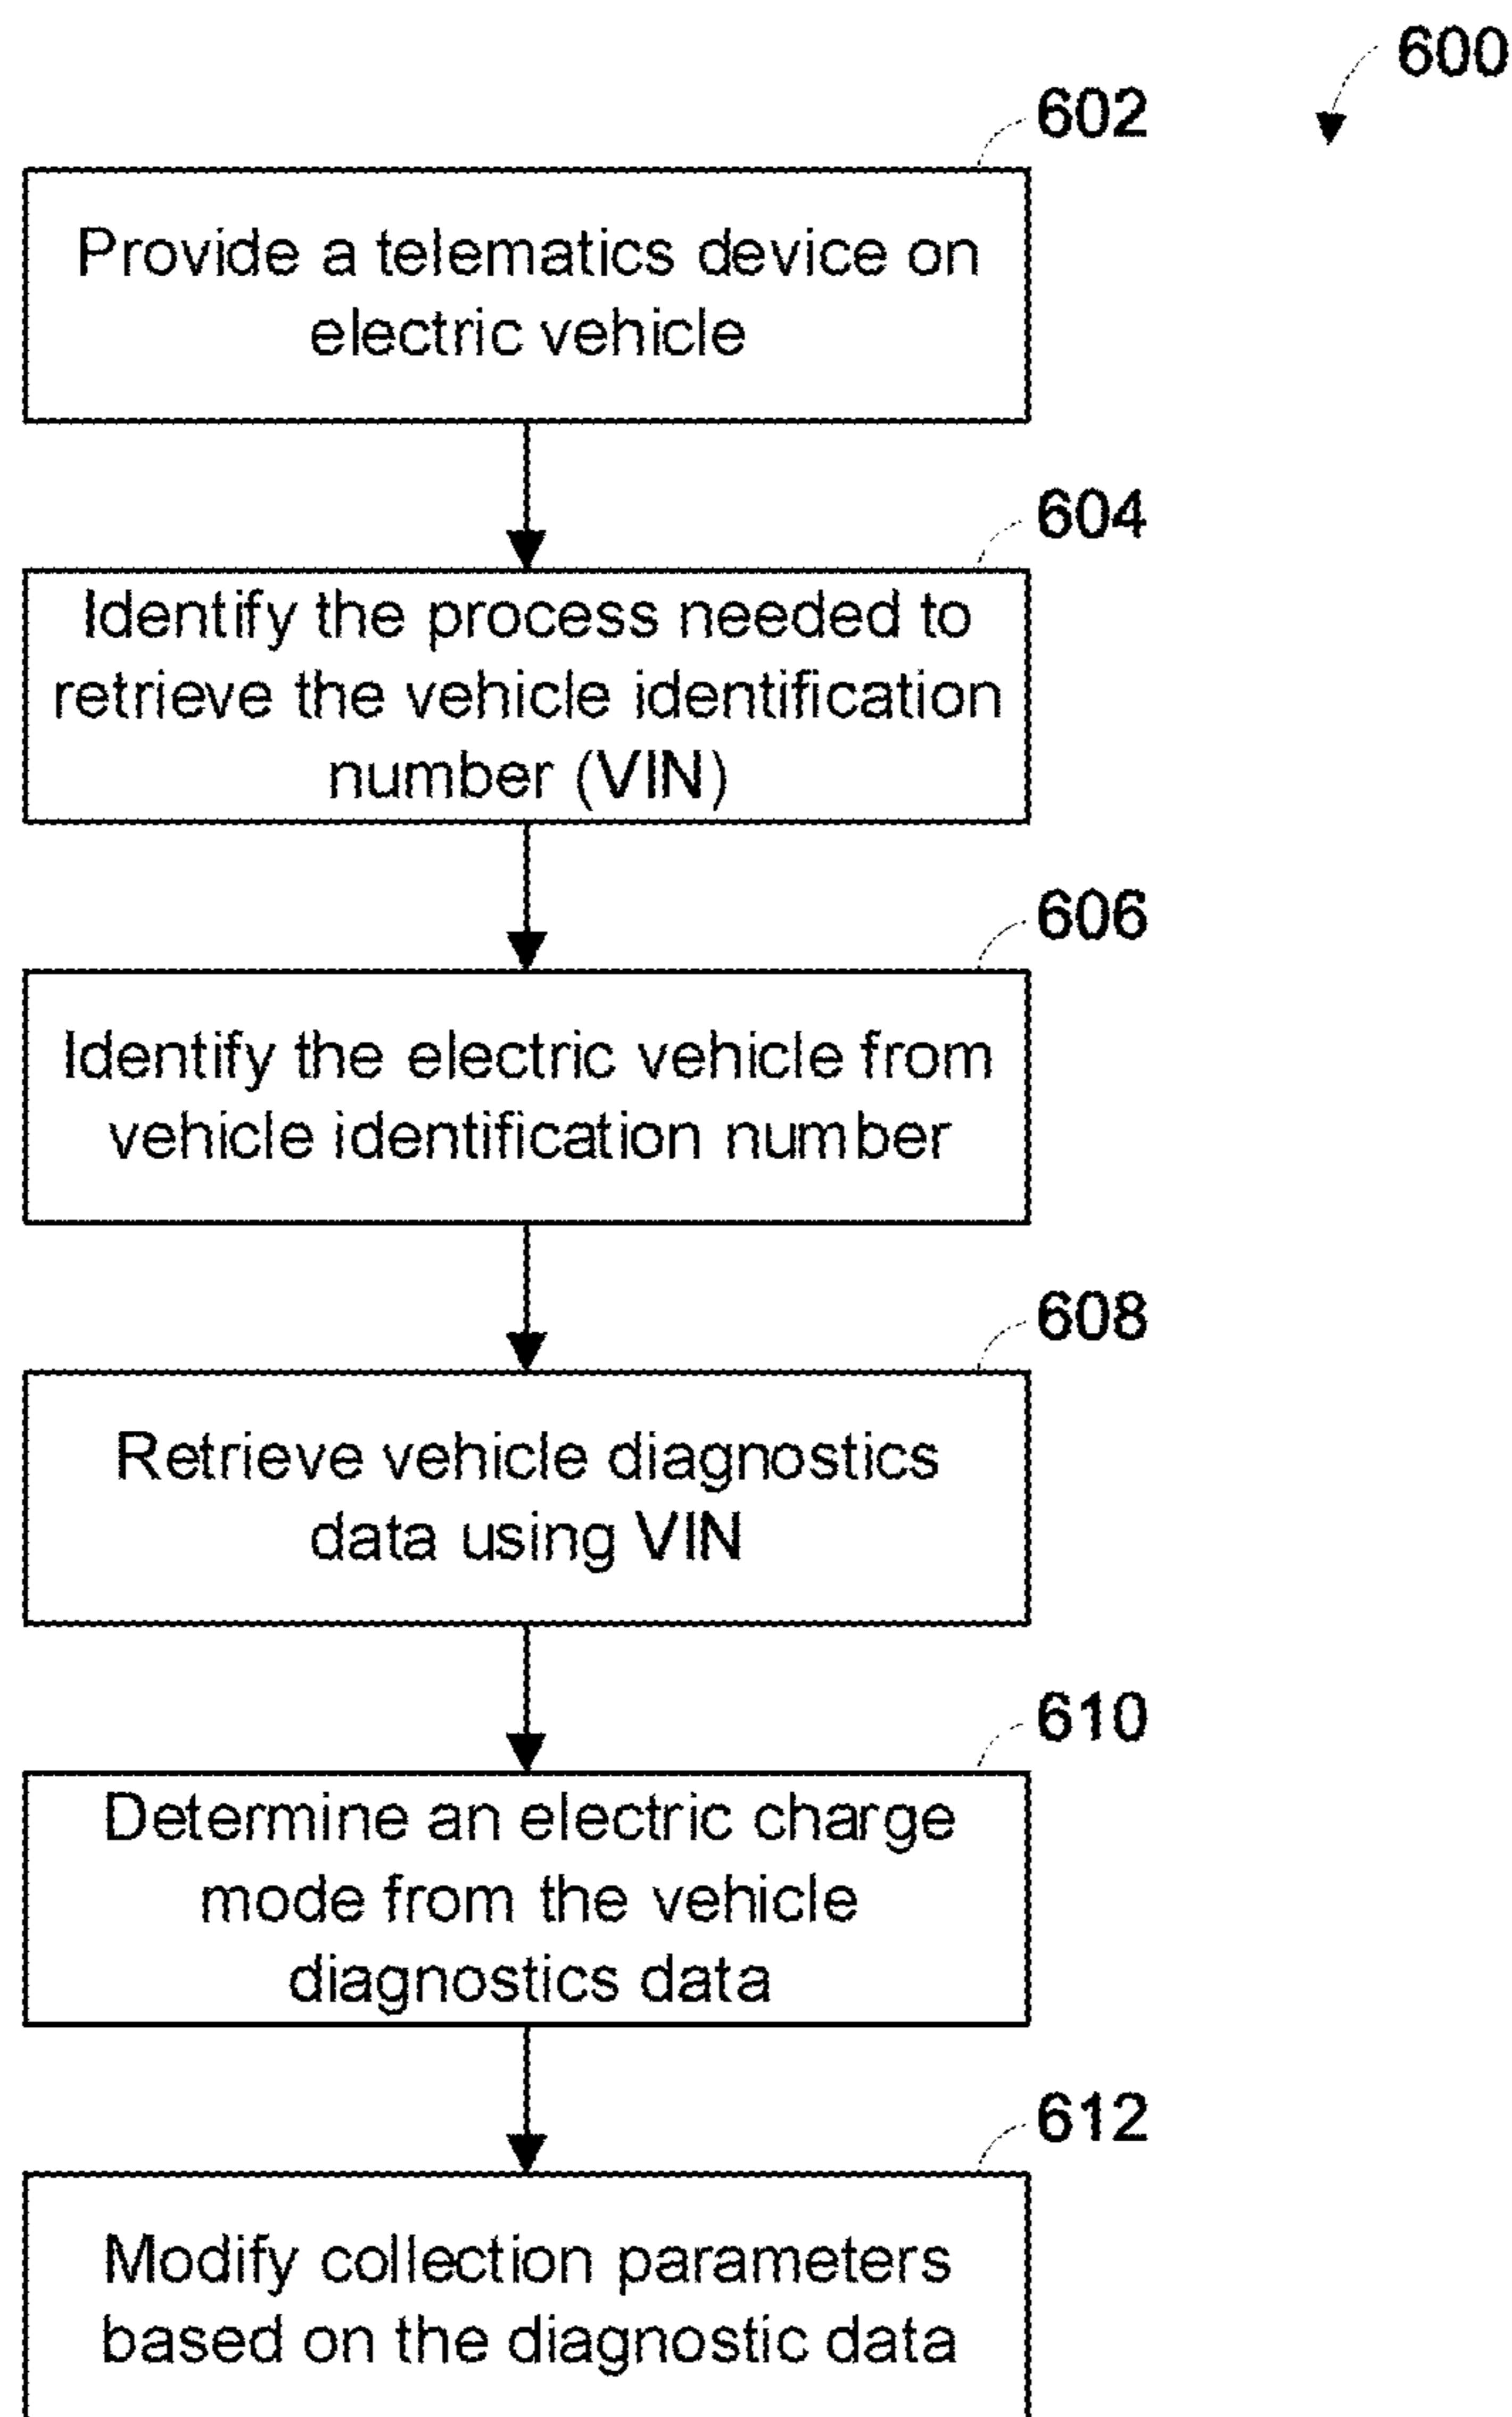 600
602
Provide a telematics device on
electric vehicle
604
Identify the process needed to
retrieve the vehicle identification
number (VIN)
606
Identify the electric vehicle from
vehicle identification number
608
Retrieve vehicle diagnostics
data using VIN
610
Determine an electric charge
mode from the vehicle
diagnostics data
612
Modify collection parameters
based on the diagnostic data